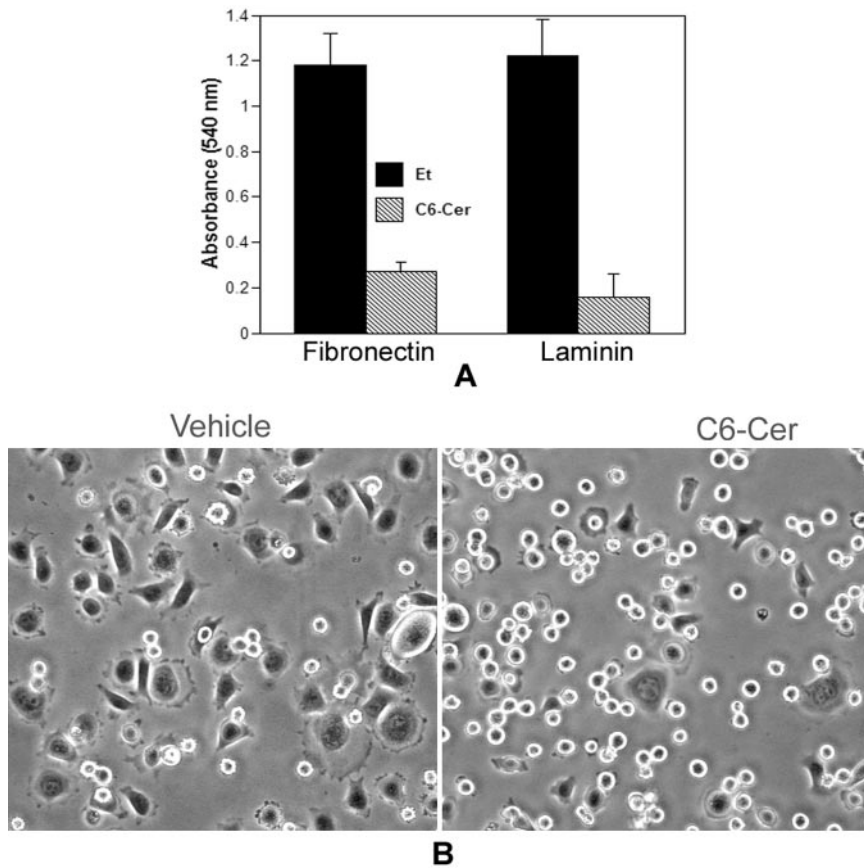 1.4
1.2
1
0.8
0.6
0.4
0.2
0
Absorbance (540 nm)
Et
C6-Cer
Fibronectin Laminin
A
Vehicle C6-Cer
B